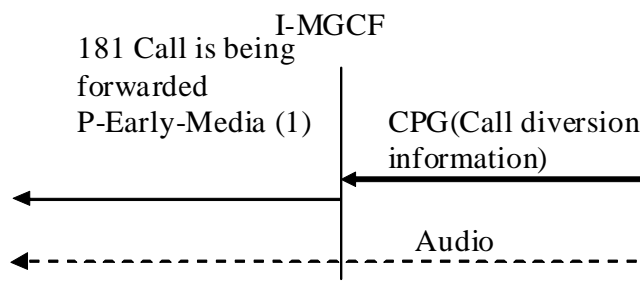 I-MGCF
181 Call is being
forwarded
P-Early-Media (1)
CPG(Call diversion
information)
Audio